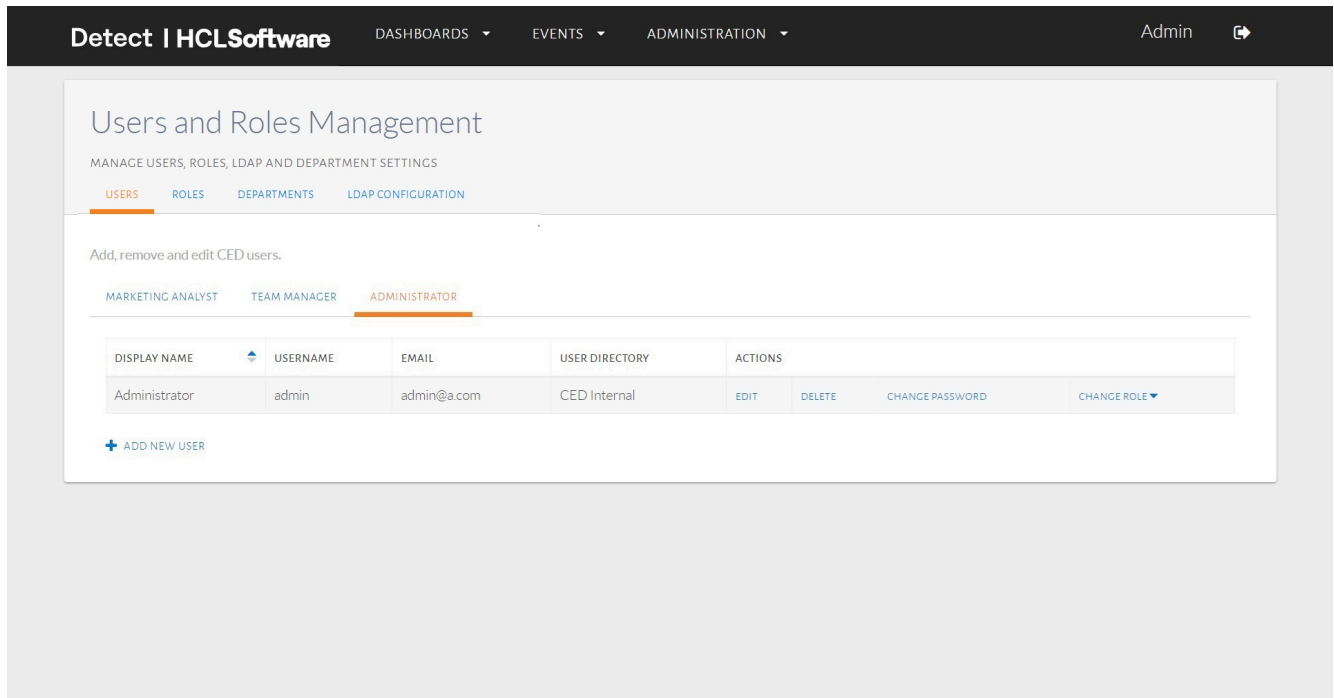 Detect | HCLSoftware DASHBOARDS EVENTS ADMINISTRATION Admin
Users and Roles Management
MANAGE USERS, ROLES, LDAP AND DEPARTMENT SETTINGS
USERS ROLES DEPARTMENTS LDAP CONFIGURATION
Add, remove and edit CED users.
MARKETING ANALYST TEAM MANAGER ADMINISTRATOR
DISPLAY NAME USERNAME EMAIL USER DIRECTORY ACTIONS
Administrator admin admin@a.com CED Internal EDIT DELETE CHANGE PASSWORD CHANGE ROLE
ADD NEW USER